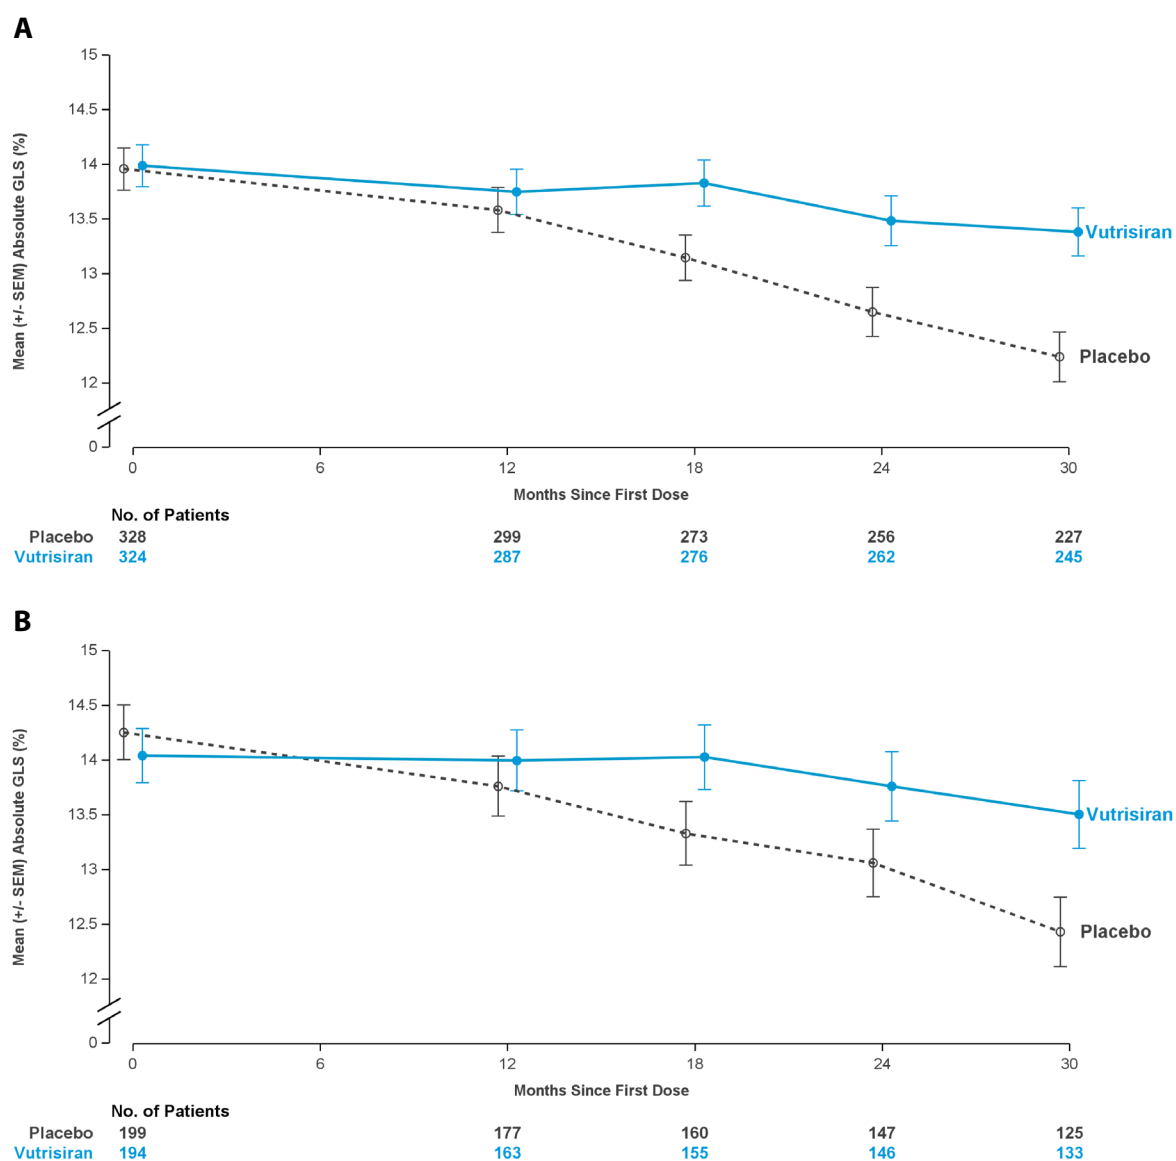 A
15
14.5
14
13.5
13
12.5
12
0
Mean (+/- SEM) Absolute GLS (%)
Vutrisiran
Placebo
0 6 12 18 24 30
Months Since First Dose
No. of Patients
Placebo 328 299 273 256 227
Vutrisiran 324 287 276 262 245
B
15
14.5
14
13.5
13
12.5
12
0
Mean (+/- SEM) Absolute GLS (%)
Vutrisiran
Placebo
0 6 12 18 24 30
Months Since First Dose
No. of Patients
Placebo 199 177 160 147 125
Vutrisiran 194 163 155 146 133